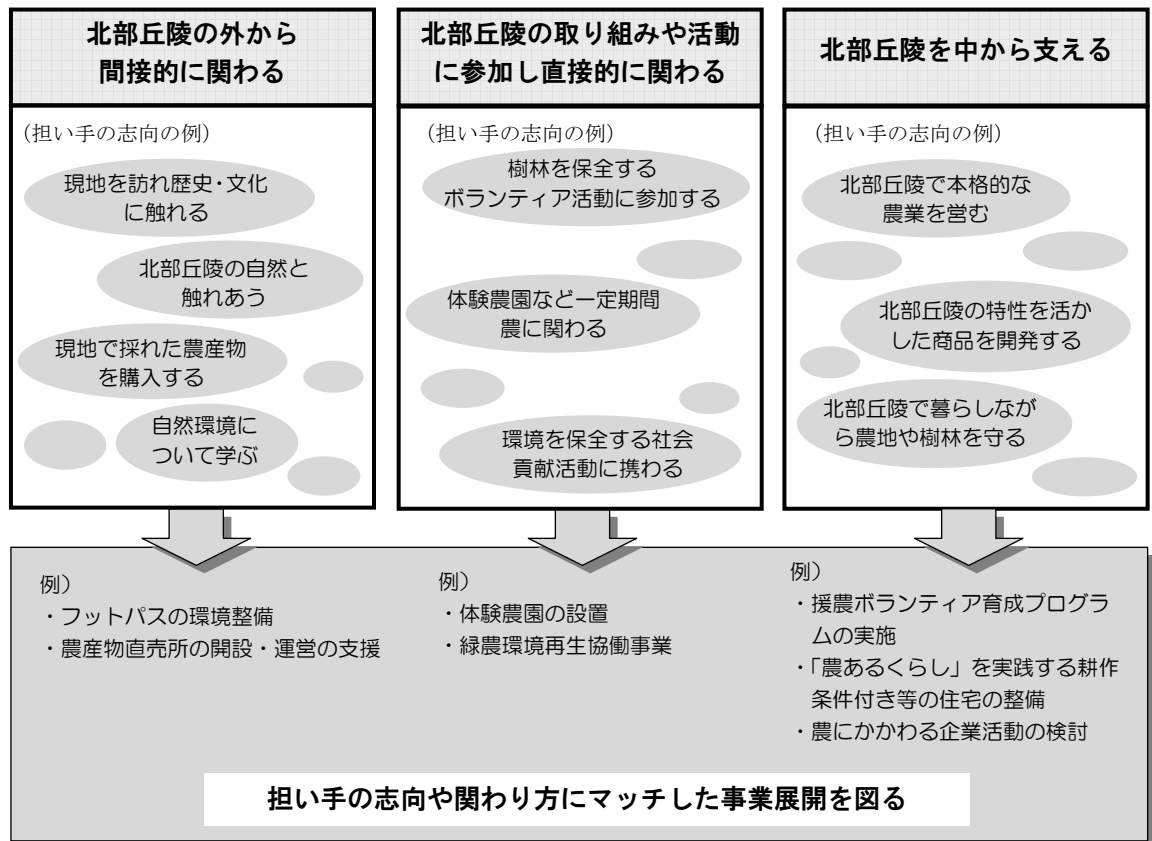 北部丘陵の外から
間接的に関わる
(担い手の志向の例)
現地を訪れ歴史・文化
に触れる
北部丘陵の自然と
触れあう
現地で採れた農産物
を購入する
自然環境に
ついて学ぶ
北部丘陵の取り組みや活動
に参加し直接的に関わる
(担い手の志向の例)
樹林を保全する
ボランティア活動に参加する
体験農園など一定期間
農に関わる
環境を保全する社会
貢献活動に携わる
北部丘陵を中から支える
(担い手の志向の例)
北部丘陵で本格的な
農業を営む
北部丘陵の特性を活か
した商品を開発する
北部丘陵で暮らしなが
ら農地や樹林を守る
例)
・フットパスの環境整備
・農産物直売所の開設・運営の支援
例)
・体験農園の設置
・緑農環境再生協働事業
例)
・援農ボランティア育成プログラ
ムの実施
・「農あるくらし」を実践する耕作
条件付き等の住宅の整備
・農にかかわる企業活動の検討
担い手の志向や関わり方にマッチした事業展開を図る